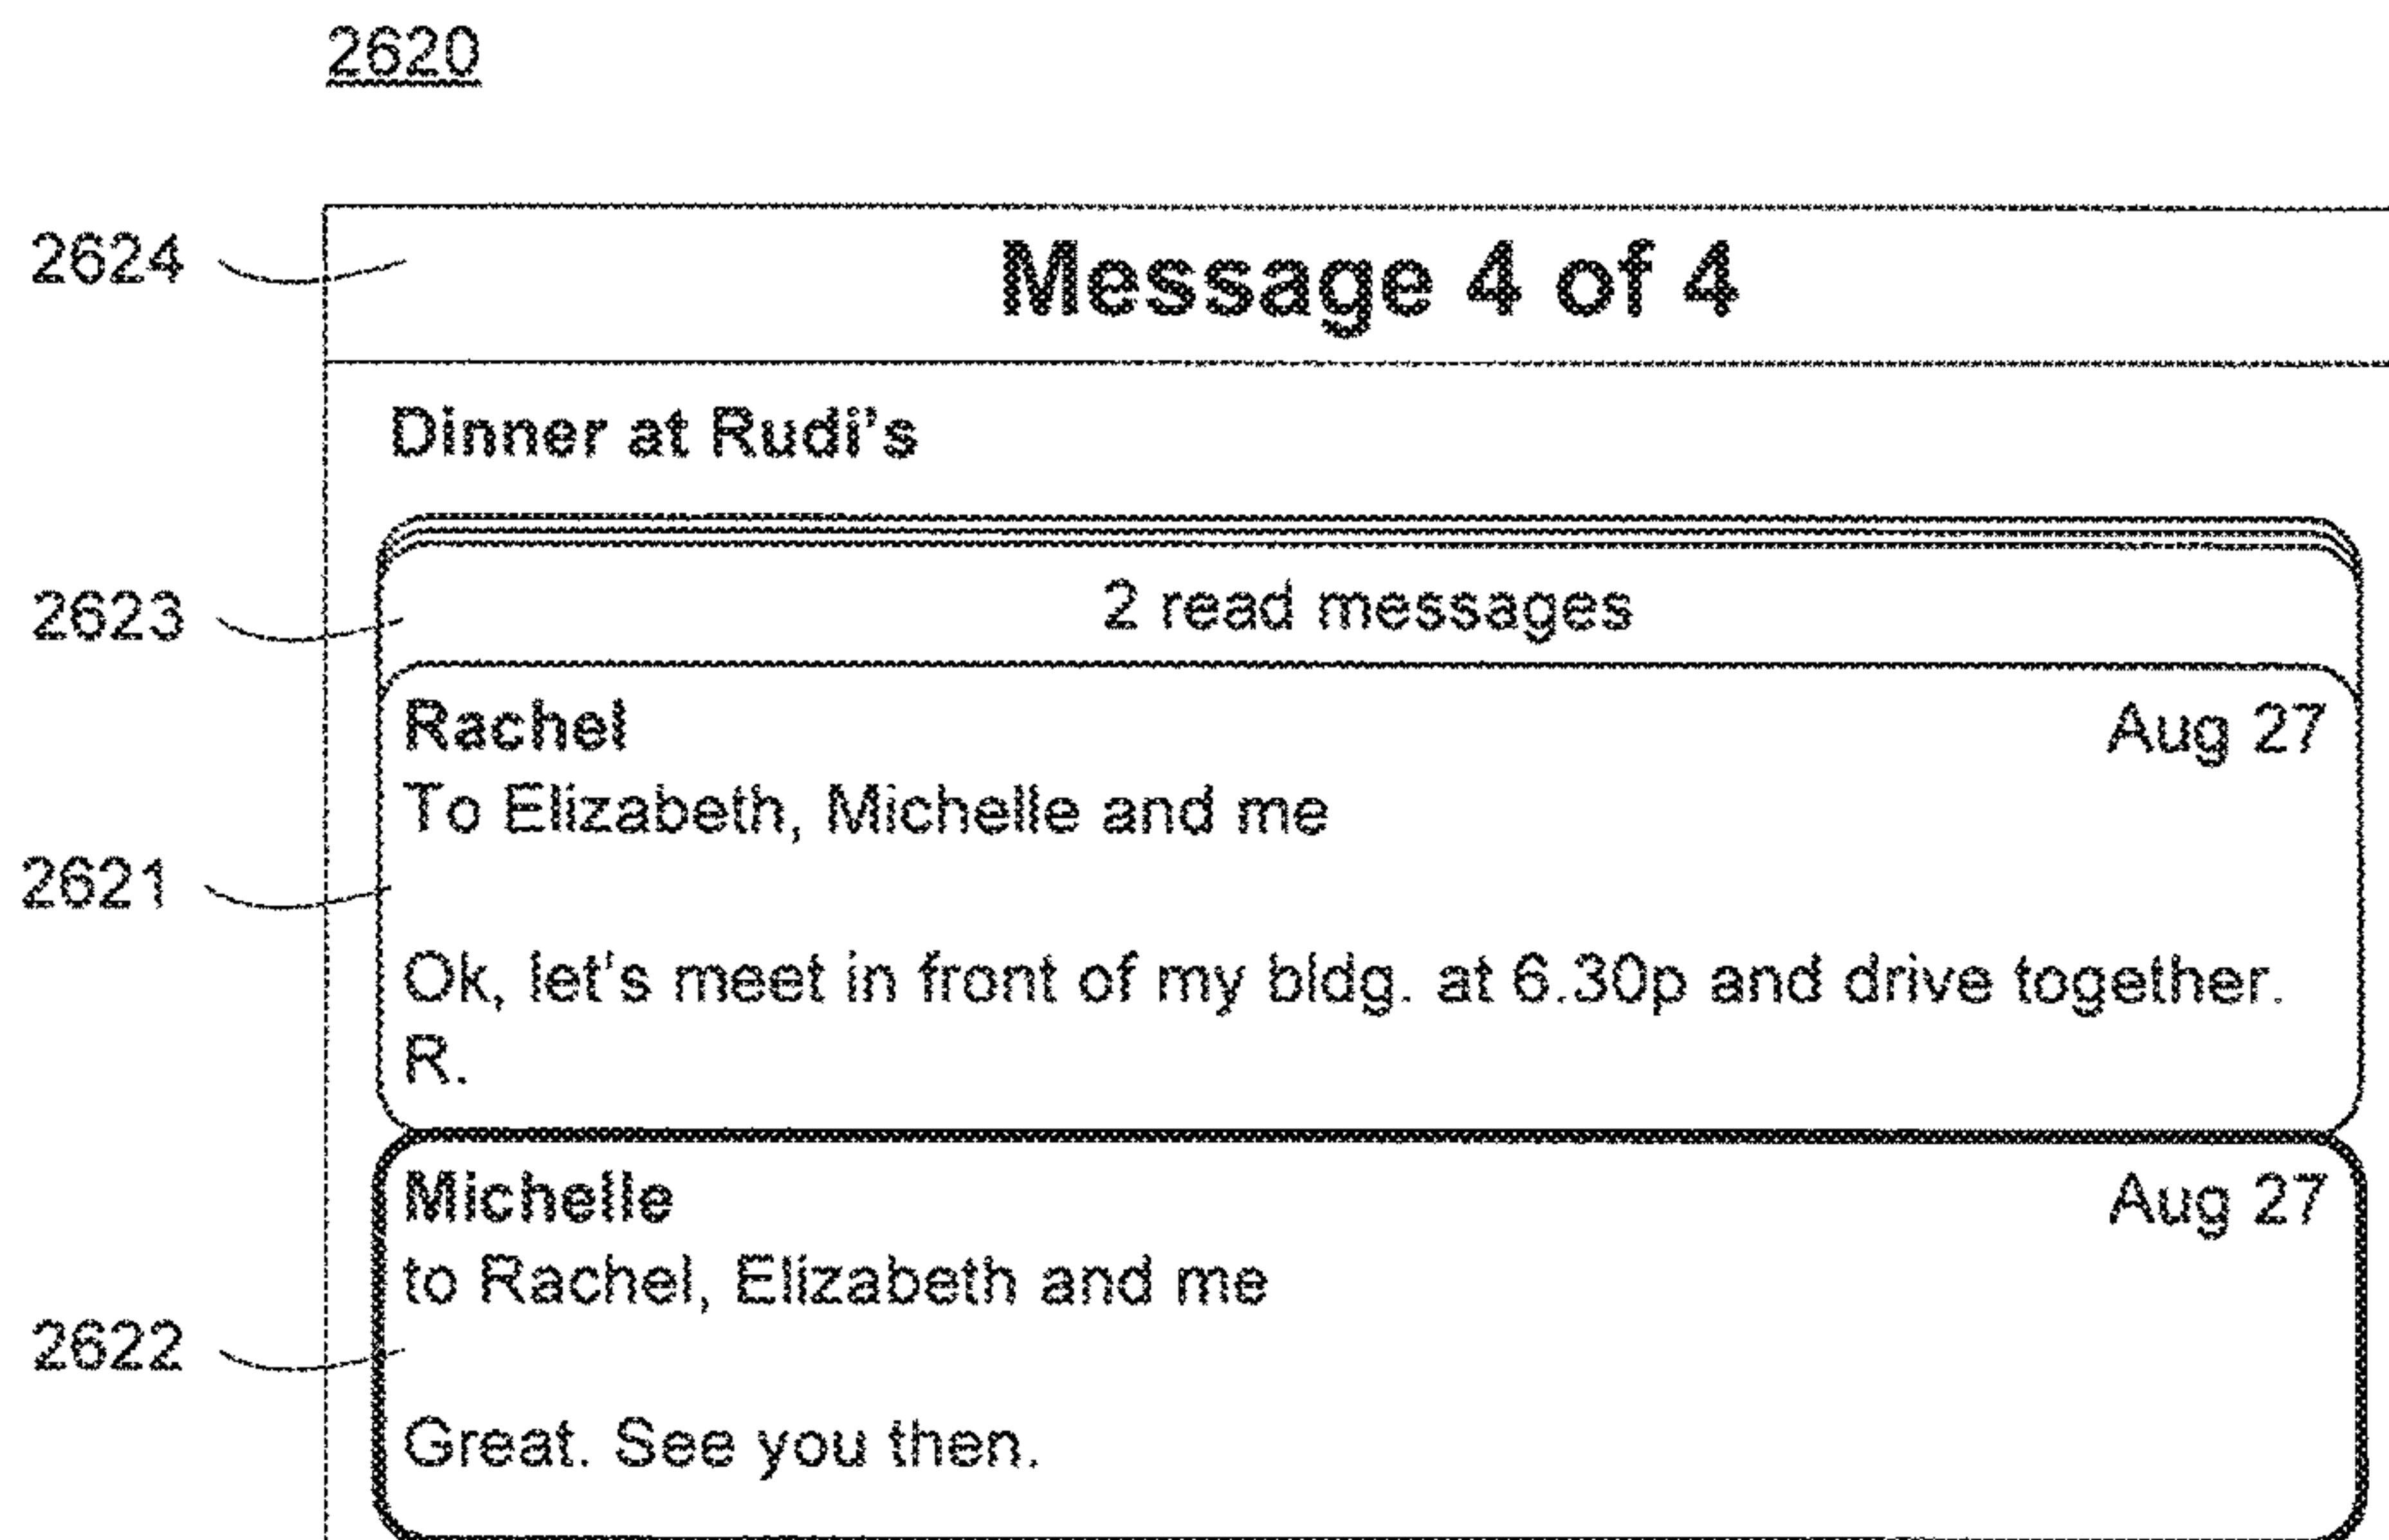 2620
2624
Message 4 of 4
Dinner at Rudi's
2623
2 read messages
Rachel Aug 27
To Elizabeth, Michelle and me
2621
Ok, let's meet in front of my bldg. at 6.30p and drive together.
R.
Michelle Aug 27
to Rachel, Elizabeth and me
2622
Great. See you then.